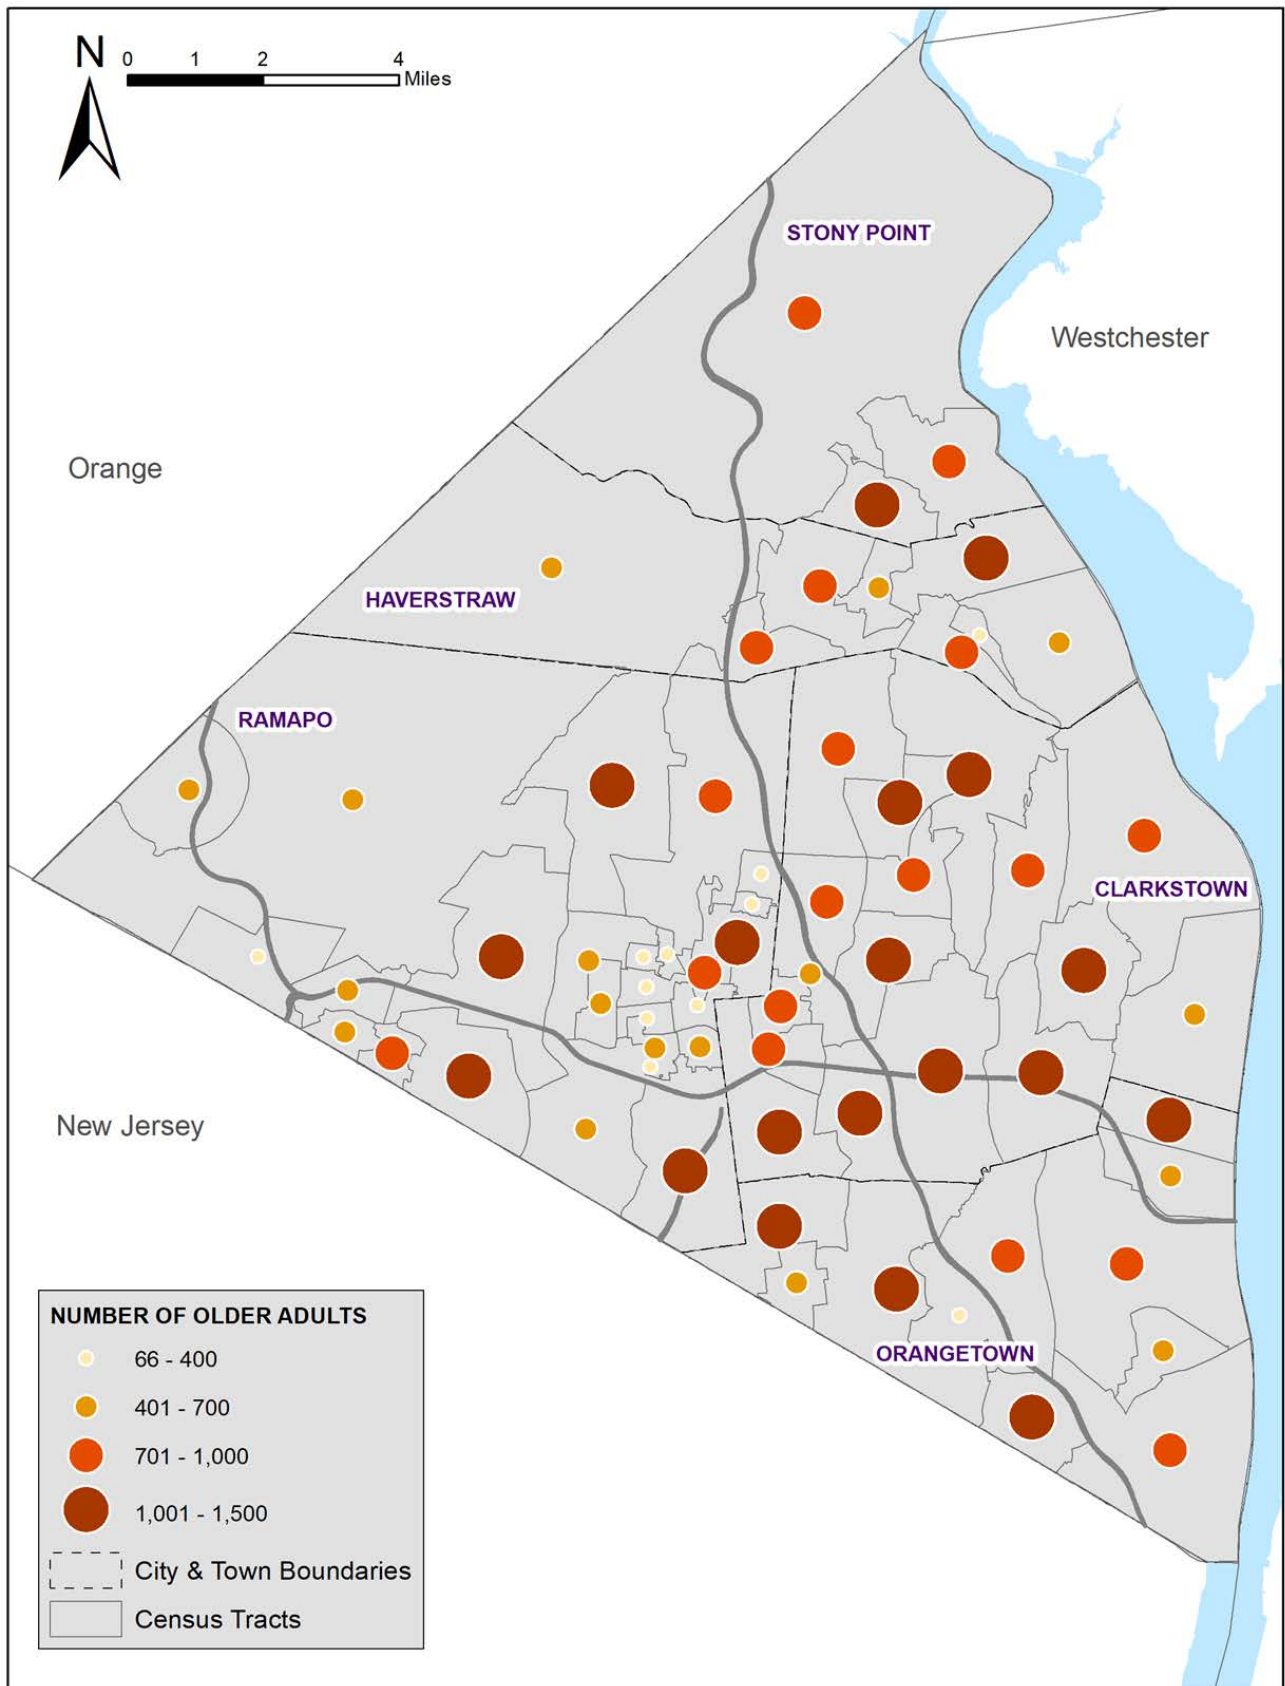 N
0 1 2 4
Miles
STONY POINT
Westchester
Orange
HAVERSTRAW
RAMAPO
CLARKSTOWN
New Jersey
ORANGETOWN
NUMBER OF OLDER ADULTS
66 - 400
401 - 700
701 - 1,000
1,001 - 1,500
City & Town Boundaries
Census Tracts